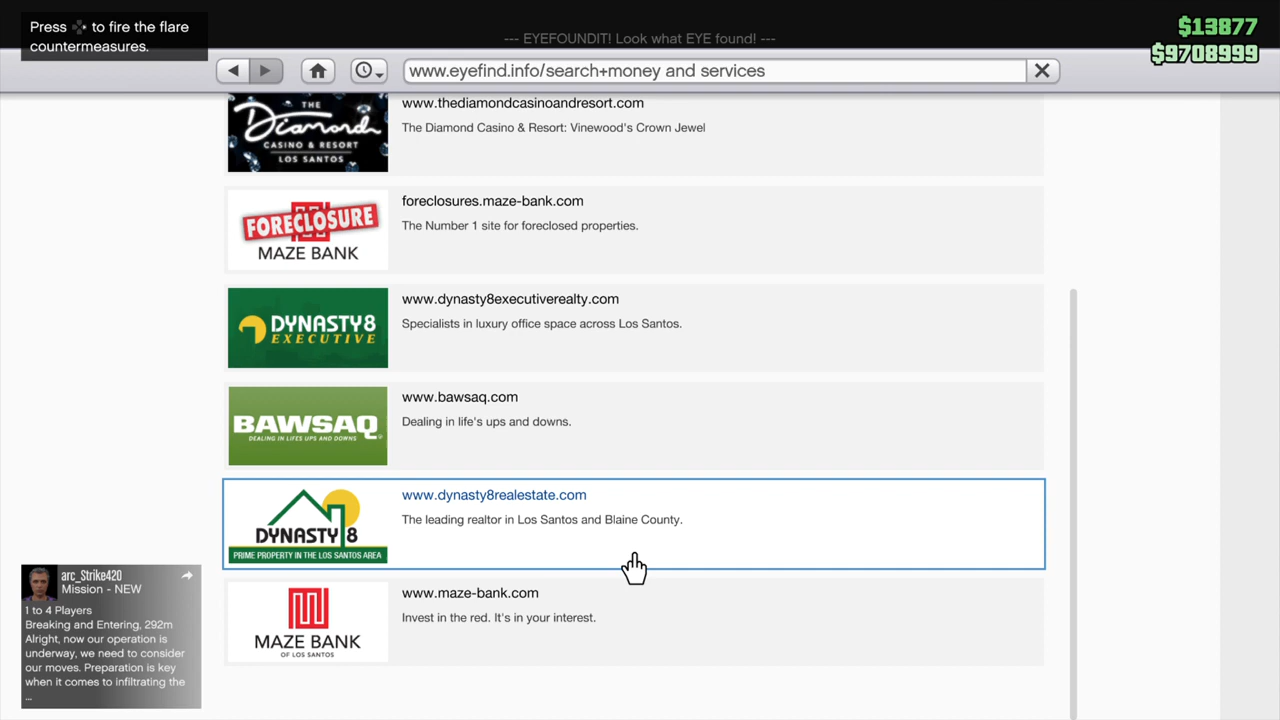 Press to fire the flare
countermeasures.
--- EYEFOUNDIT! Look what EYE found! ---
$13877
$9708999
www.eyefind.info/search+money and services
THE
Diamond
CASINO & RESORT
LOS SANTOS
www.thediamondcasinoandresort.com
The Diamond Casino & Resort: Vinewood's Crown Jewel
FORECLOSURE
MAZE BANK
foreclosures.maze-bank.com
The Number 1 site for foreclosed properties.
DYNASTY8
EXECUTIVE
www.dynasty8executiverealty.com
Specialists in luxury office space across Los Santos.
BAWSAQ
DEALING IN LIFES UPS AND DOWNS
www.bawsaq.com
Dealing in life's ups and downs.
DYNASTY 8
PRIME PROPERTY IN THE LOS SANTOS AREA
www.dynasty8realestate.com
The leading realtor in Los Santos and Blaine County.
MAZE BANK
OF LOS SANTOS
www.maze-bank.com
Invest in the red. It's in your interest.
arc_Strike420
Mission - NEW
1 to 4 Players
Breaking and Entering, 292m
Alright, now our operation is
underway, we need to consider
our moves. Preparation is key
when it comes to infiltrating the
...